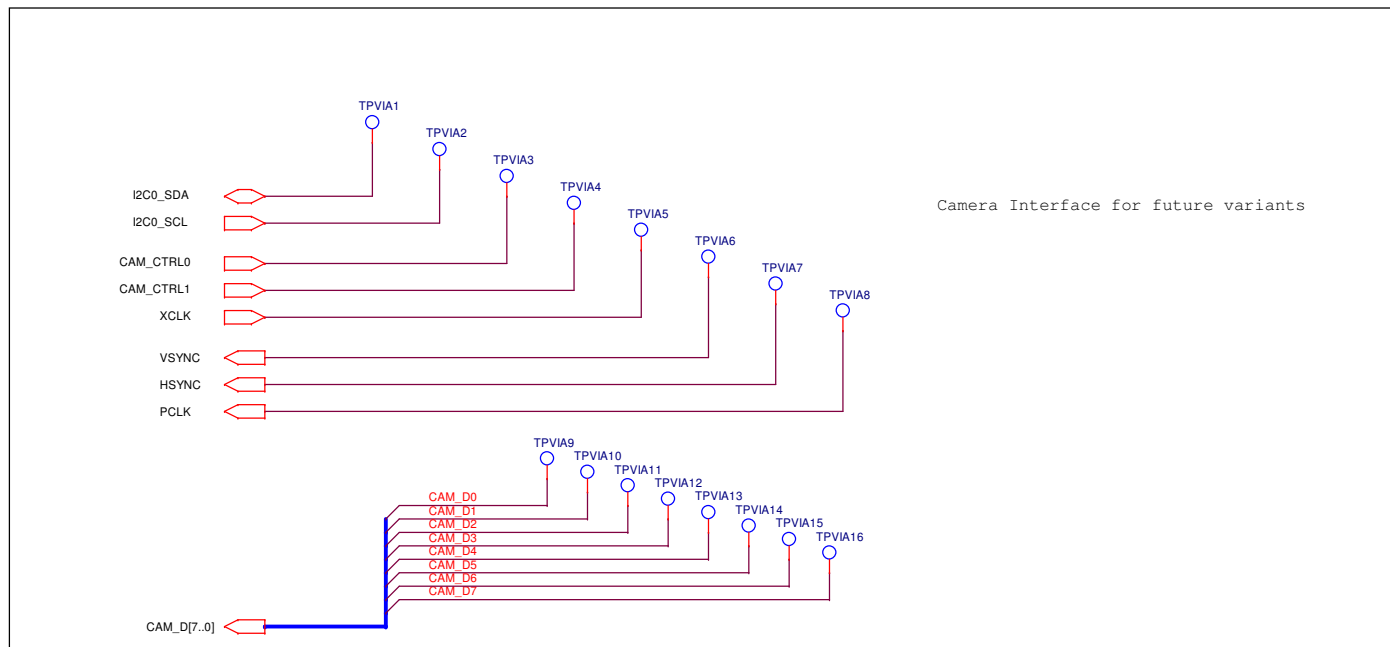 TPVIA1
TPVIA2
TPVIA3
TPVIA4
TPVIA5
TPVIA6
TPVIA7
TPVIA8
I2C0_SDA
I2C0_SCL
CAM_CTRL0
CAM_CTRL1
XCLK
VSYNC
HSYNC
PCLK
Camera Interface for future variants
TPVIA9
TPVIA10
TPVIA11
TPVIA12
TPVIA13
TPVIA14
TPVIA15
TPVIA16
CAM_D0
CAM_D1
CAM_D2
CAM_D3
CAM_D4
CAM_D5
CAM_D6
CAM_D7
CAM_D[7..0]